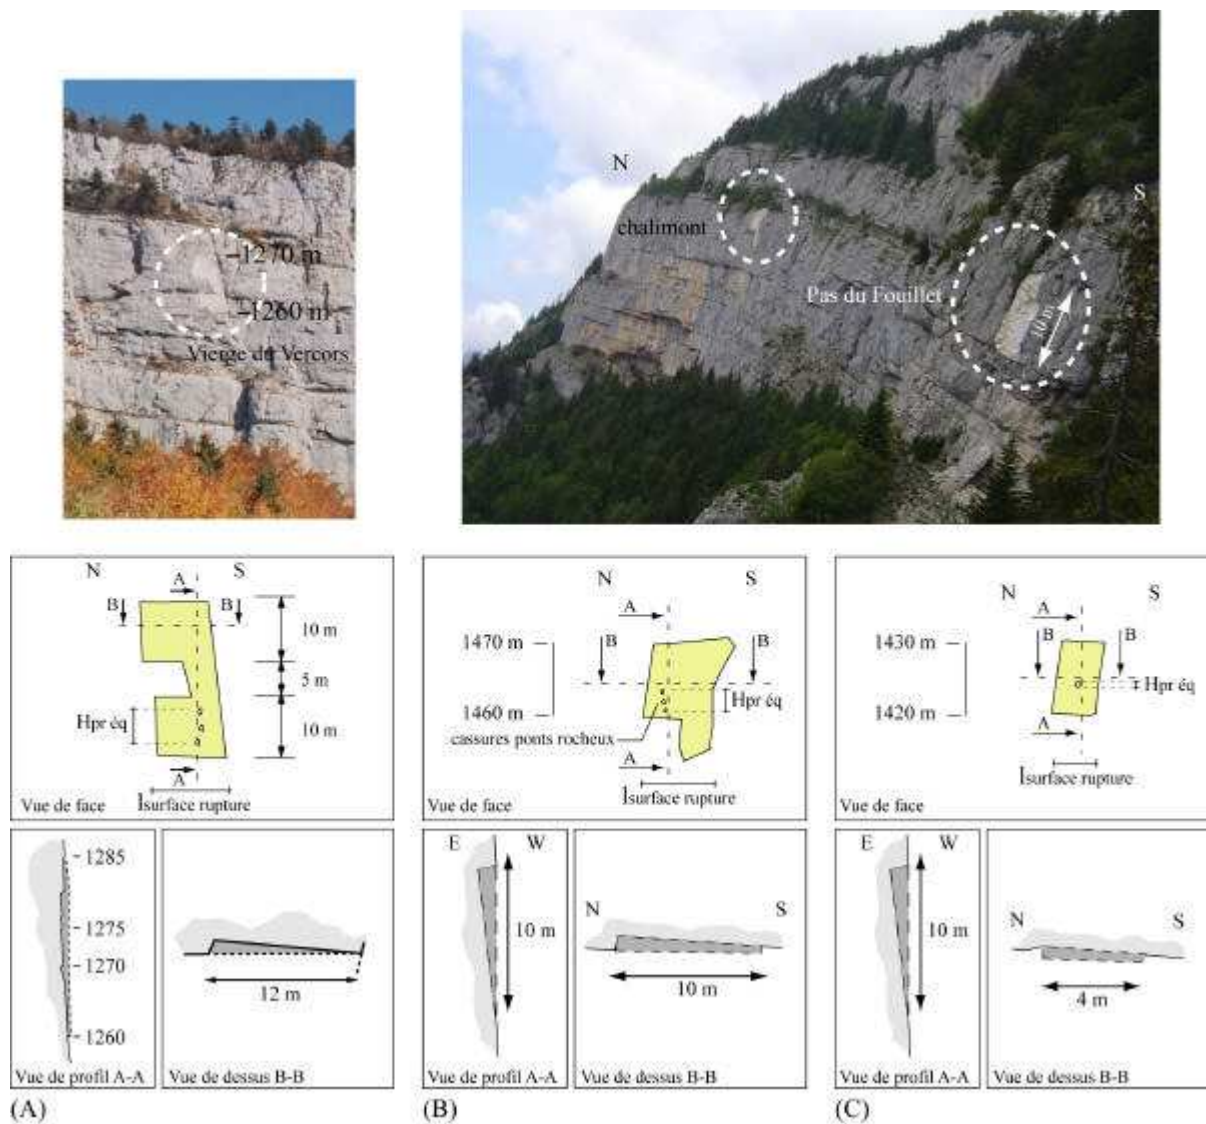 N
S
chalimont
–1270 m
Pas du Fouillet
10 m
–1260 m
Vierge du Vercors
N
S
A
B
B
10 m
5 m
Hpr éq
10 m
A
lsurface rupture
Vue de face
N
S
A
1470 m
B
B
1460 m
Hpr éq
cassures ponts rocheux
A
lsurface rupture
Vue de face
N
S
A
1430 m
B
B
Hpr éq
1420 m
A
lsurface rupture
Vue de face
- 1285
- 1275
- 1270
- 1260
Vue de profil A-A
12 m
Vue de dessus B-B
E
W
10 m
Vue de profil A-A
N
S
10 m
Vue de dessus B-B
E
W
10 m
Vue de profil A-A
N
S
4 m
Vue de dessus B-B
(A)
(B)
(C)